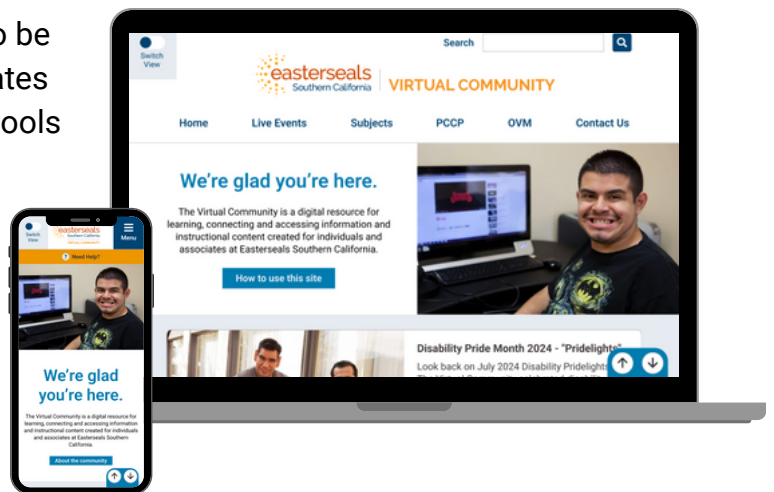 o be
ates
ools
Switch
View
Search
easterseals
Southern California
VIRTUAL COMMUNITY
Home Live Events Subjects PCCP OVM Contact Us
We're glad you're here.
The Virtual Community is a digital resource for
learning, connecting and accessing information and
instructional content created for individuals and
associates at Easterseals Southern California.
How to use this site
Disability Pride Month 2024 - "Pridelights"
Look back on July 2024 Disability Pridelights
Switch
View
easterseals
Southern California
VIRTUAL COMMUNITY
Menu
? Need Help?
We're glad
you're here.
The Virtual Community is a digital resource for
learning, connecting and accessing information
and instructional content created for individuals
and associates at Easterseals Southern
California.
About the community